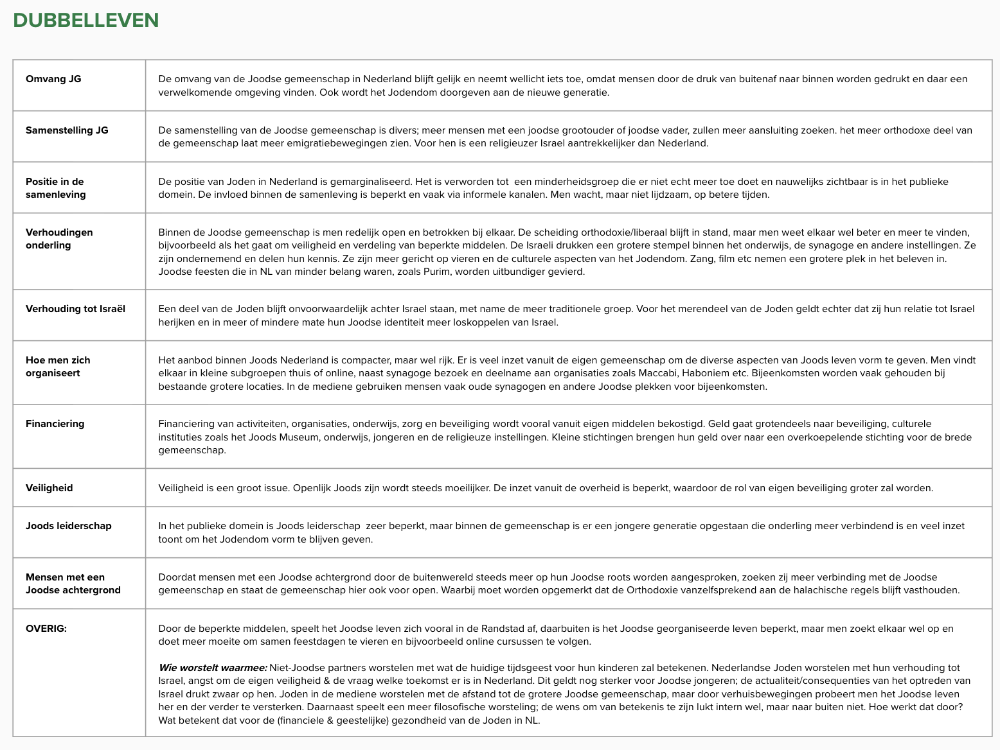 DUBBELLEVEN
Omvang JG
De omvang van de Joodse gemeenschap in Nederland blijft gelijk en neemt wellicht iets toe, omdat mensen door de druk van buitenaf naar binnen worden gedrukt en daar een
verwelkomende omgeving vinden. Ook wordt het Jodendom doorgeven aan de nieuwe generatie.
Samenstelling JG
De samenstelling van de Joodse gemeenschap is divers; meer mensen met een joodse grootouder of joodse vader, zullen meer aansluiting zoeken. het meer orthodoxe deel van
de gemeenschap laat meer emigratiebewegingen zien. Voor hen is een religieuzer Israel aantrekkelijker dan Nederland.
Positie in de
samenleving
De positie van Joden in Nederland is gemarginaliseerd. Het is verworden tot  een minderheidsgroep die er niet echt meer toe doet en nauwelijks zichtbaar is in het publieke
domein. De invloed binnen de samenleving is beperkt en vaak via informele kanalen. Men wacht, maar niet lijdzaam, op betere tijden.
Verhoudingen
onderling
Binnen de Joodse gemeenschap is men redelijk open en betrokken bij elkaar. De scheiding orthodoxie/liberaal blijft in stand, maar men weet elkaar wel beter en meer te vinden,
bijvoorbeeld als het gaat om veiligheid en verdeling van beperkte middelen. De Israeli drukken een grotere stempel binnen het onderwijs, de synagoge en andere instellingen. Ze
zijn ondernemend en delen hun kennis. Ze zijn meer gericht op vieren en de culturele aspecten van het Jodendom. Zang, film etc nemen een grotere plek in het beleven in.
Joodse feesten die in NL van minder belang waren, zoals Purim, worden uitbundiger gevierd.
Verhouding tot Israël
Een deel van de Joden blijft onvoorwaardelijk achter Israel staan, met name de meer traditionele groep. Voor het merendeel van de Joden geldt echter dat zij hun relatie tot Israel
herijken en in meer of mindere mate hun Joodse identiteit meer loskoppelen van Israel.
Hoe men zich
organiseert
Het aanbod binnen Joods Nederland is compacter, maar wel rijk. Er is veel inzet vanuit de eigen gemeenschap om de diverse aspecten van Joods leven vorm te geven. Men vindt
elkaar in kleine subgroepen thuis of online, naast synagoge bezoek en deelname aan organisaties zoals Maccabi, Haboniem etc. Bijeenkomsten worden vaak gehouden bij
bestaande grotere locaties. In de mediene gebruiken mensen vaak oude synagogen en andere Joodse plekken voor bijeenkomsten.
Financiering
Financiering van activiteiten, organisaties, onderwijs, zorg en beveiliging wordt vooral vanuit eigen middelen bekostigd. Geld gaat grotendeels naar beveiliging, culturele
instituties zoals het Joods Museum, onderwijs, jongeren en de religieuze instellingen. Kleine stichtingen brengen hun geld over naar een overkoepelende stichting voor de brede
gemeenschap.
Veiligheid
Veiligheid is een groot issue. Openlijk Joods zijn wordt steeds moeilijker. De inzet vanuit de overheid is beperkt, waardoor de rol van eigen beveiliging groter zal worden.
Joods leiderschap
In het publieke domein is Joods leiderschap  zeer beperkt, maar binnen de gemeenschap is er een jongere generatie opgestaan die onderling meer verbindend is en veel inzet
toont om het Jodendom vorm te blijven geven.
Mensen met een
Joodse achtergrond
Doordat mensen met een Joodse achtergrond door de buitenwereld steeds meer op hun Joodse roots worden aangesproken, zoeken zij meer verbinding met de Joodse
gemeenschap en staat de gemeenschap hier ook voor open. Waarbij moet worden opgemerkt dat de Orthodoxie vanzelfsprekend aan de halachische regels blijft vasthouden.
OVERIG:
Door de beperkte middelen, speelt het Joodse leven zich vooral in de Randstad af, daarbuiten is het Joodse georganiseerde leven beperkt, maar men zoekt elkaar wel op en
doet meer moeite om samen feestdagen te vieren en bijvoorbeeld online cursussen te volgen.
Wie worstelt waarmee: Niet-Joodse partners worstelen met wat de huidige tijdsgeest voor hun kinderen zal betekenen. Nederlandse Joden worstelen met hun verhouding tot
Israel, angst om de eigen veiligheid & de vraag welke toekomst er is in Nederland. Dit geldt nog sterker voor Joodse jongeren; de actualiteit/consequenties van het optreden van
Israel drukt zwaar op hen. Joden in de mediene worstelen met de afstand tot de grotere Joodse gemeenschap, maar door verhuisbewegingen probeert men het Joodse leven
her en der verder te versterken. Daarnaast speelt een meer filosofische worsteling; de wens om van betekenis te zijn lukt intern wel, maar naar buiten niet. Hoe werkt dat door?
Wat betekent dat voor de (financiele & geestelijke) gezondheid van de Joden in NL.